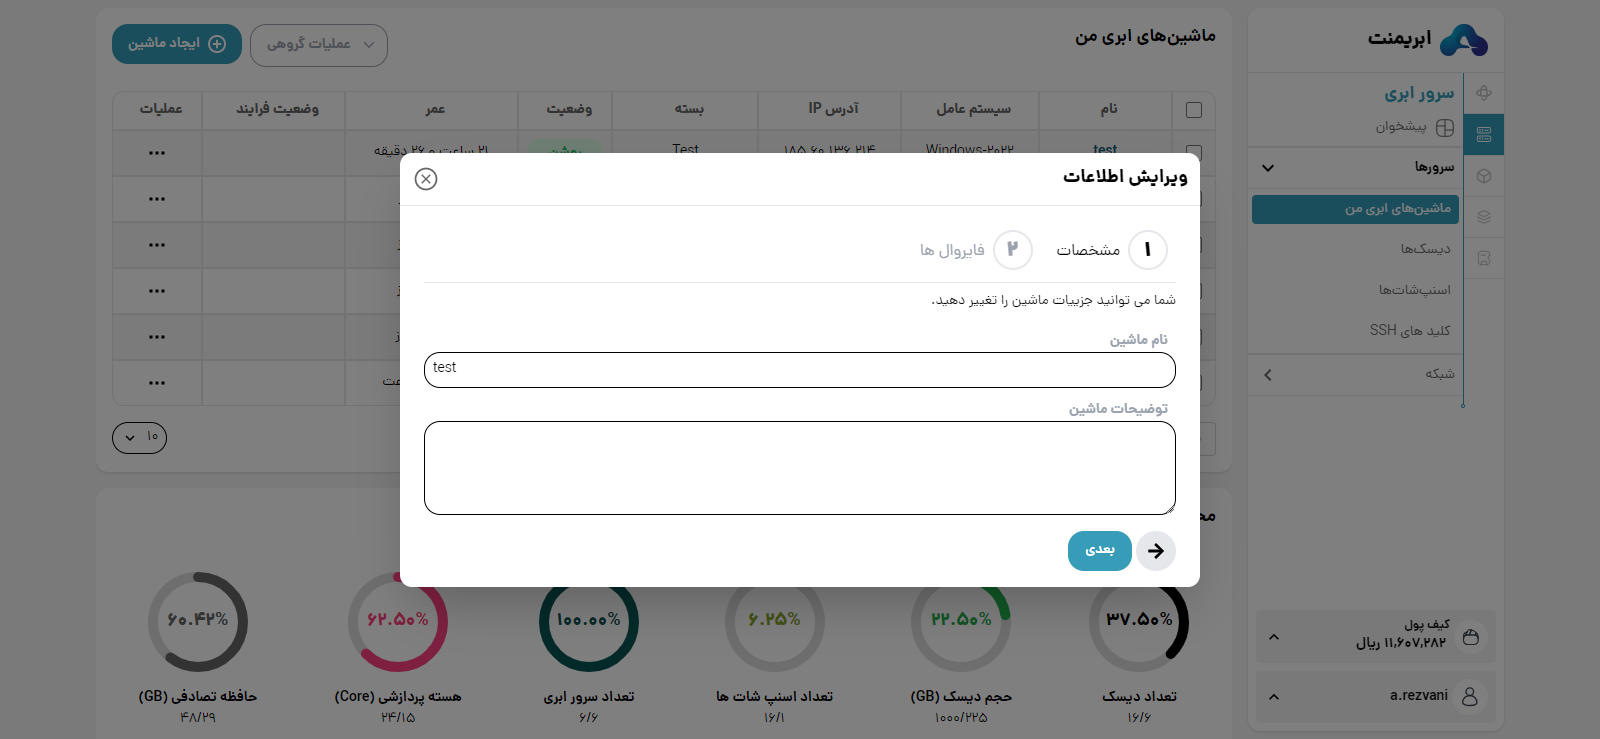 ابریمنت
سرور ابری
پیشخوان
سرورها
ماشین‌های ابری من
دیسک‌ها
اسنپ‌شات‌ها
کلید های SSH
شبکه
کیف پول
۱۱,۶۰۷,۲۸۲ ریال
a.rezvani
ماشین‌های ابری من
عملیات گروهی
ایجاد ماشین
نام سیستم عامل آدرس IP بسته وضعیت عمر وضعیت فرایند عملیات
test Windows-۲۰۲۲ ۱۸۵.۶۰.۱۳۶.۲۱۴ Test روشن ۲۱ ساعت و ۲۶ دقیقه
۱۰
ویرایش اطلاعات
۱ مشخصات ۲ فایروال ها
شما می توانید جزییات ماشین را تغییر دهید.
نام ماشین
test
توضیحات ماشین
بعدی
۳۷.۵۰% ۲۲.۵۰% ۶.۲۵% ۱۰۰.۰۰% ۶۲.۵۰% ۶۰.۴۲%
تعداد دیسک حجم دیسک (GB) تعداد اسنپ شات ها تعداد سرور ابری هسته پردازشی (Core) حافظه تصادفی (GB)
۱۶/۶ ۱۰۰۰/۲۲۵ ۱۶/۱ ۶/۶ ۲۴/۱۵ ۴۸/۲۹